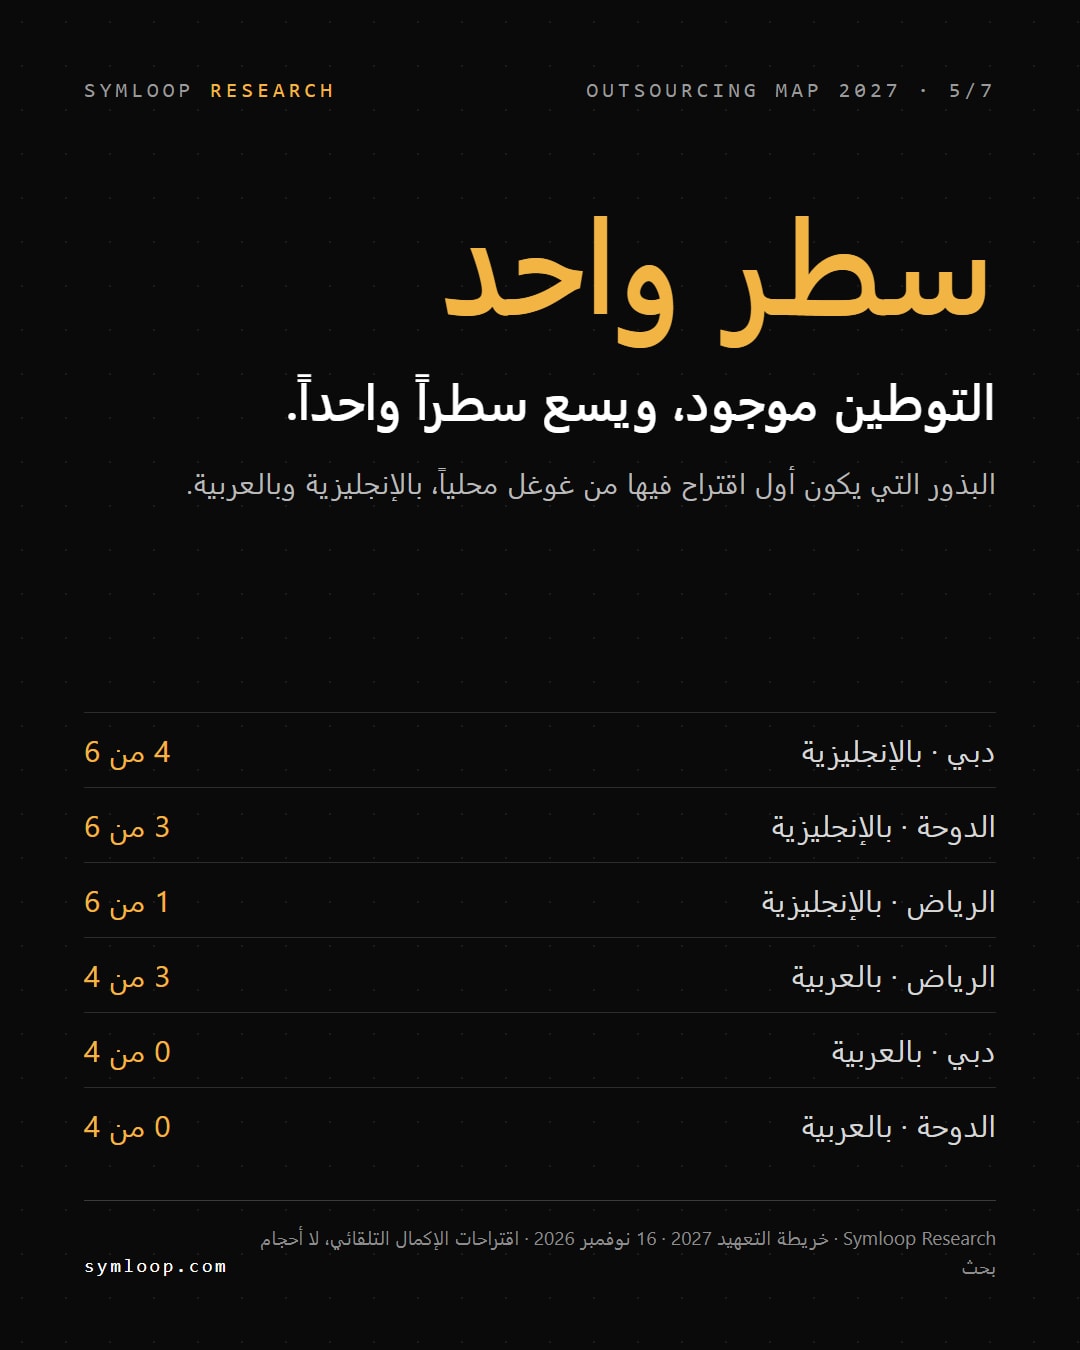 SYMLOOP RESEARCH
OUTSOURCING MAP 2027 · 5/7
سطر واحد
التوطين موجود، ويسع سطراً واحداً.
البذور التي يكون أول اقتراح فيها من غوغل محلياً، بالإنجليزية وبالعربية.
دبي · بالإنجليزية 4 من 6
الدوحة · بالإنجليزية 3 من 6
الرياض · بالإنجليزية 1 من 6
الرياض · بالعربية 3 من 4
دبي · بالعربية 0 من 4
الدوحة · بالعربية 0 من 4
Symloop Research · خريطة التعهيد 2027 · 16 نوفمبر 2026 · اقتراحات الإكمال التلقائي، لا أحجام
بحث
symloop.com